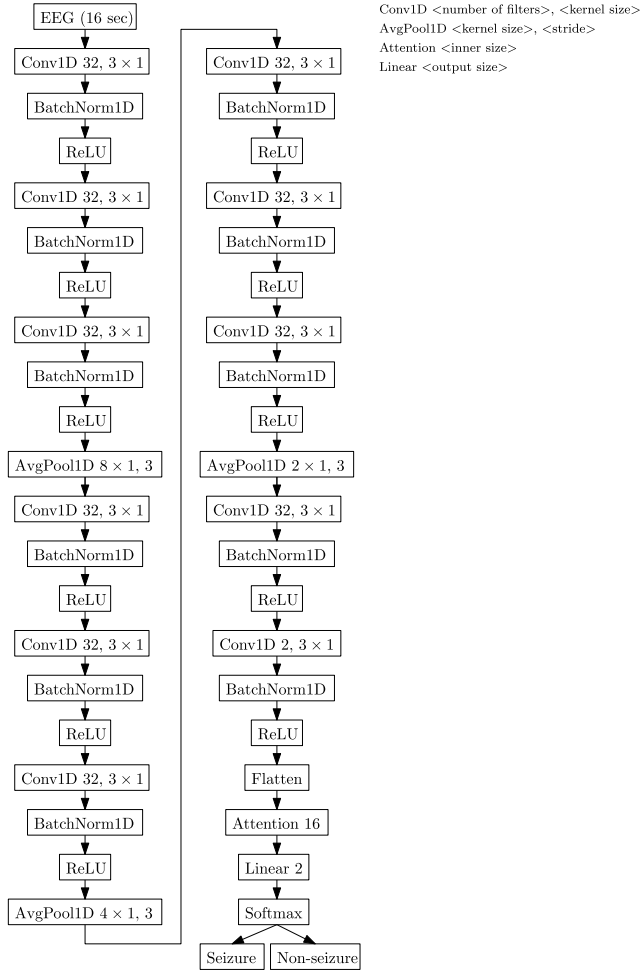 EEG (16 sec)
Conv1D 32, 3 × 1
BatchNorm1D
ReLU
Conv1D 32, 3 × 1
BatchNorm1D
ReLU
Conv1D 32, 3 × 1
BatchNorm1D
ReLU
AvgPool1D 8 × 1, 3
Conv1D 32, 3 × 1
BatchNorm1D
ReLU
Conv1D 32, 3 × 1
BatchNorm1D
ReLU
Conv1D 32, 3 × 1
BatchNorm1D
ReLU
AvgPool1D 4 × 1, 3
Conv1D 32, 3 × 1
BatchNorm1D
ReLU
Conv1D 32, 3 × 1
BatchNorm1D
ReLU
Conv1D 32, 3 × 1
BatchNorm1D
ReLU
AvgPool1D 2 × 1, 3
Conv1D 32, 3 × 1
BatchNorm1D
ReLU
Conv1D 2, 3 × 1
BatchNorm1D
ReLU
Flatten
Attention 16
Linear 2
Softmax
Seizure
Non-seizure
Conv1D <number of filters>, <kernel size>
AvgPool1D <kernel size>, <stride>
Attention <inner size>
Linear <output size>